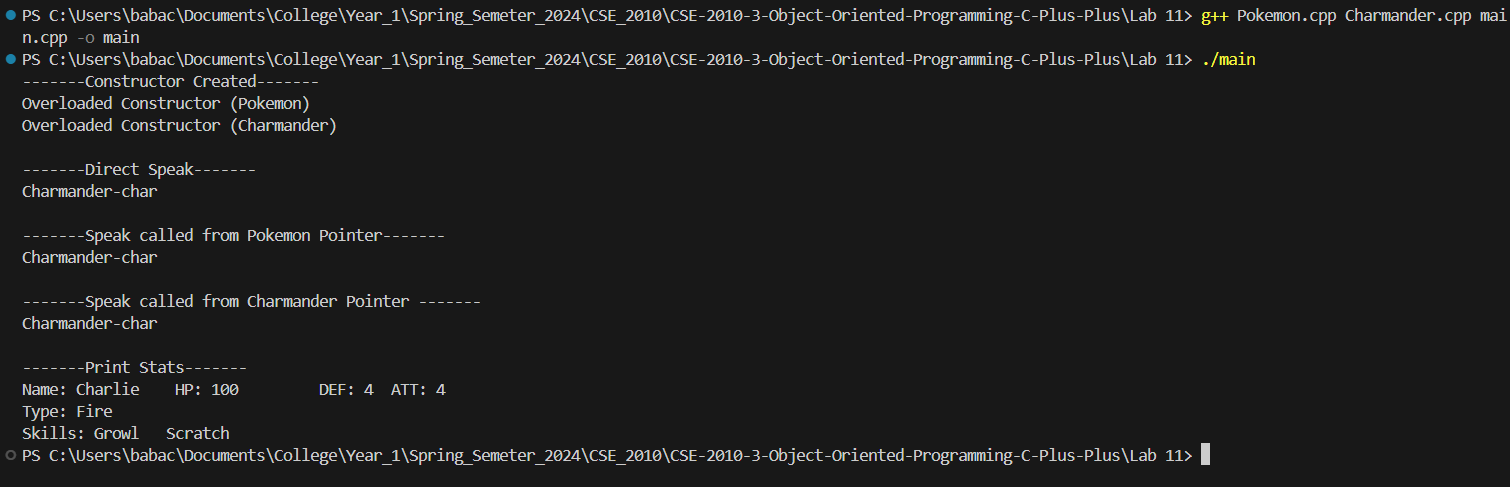 PS C:\Users\babac\Documents\College\Year_1\Spring_Semeter_2024\CSE_2010\CSE-2010-3-Object-Oriented-Programming-C-Plus-Plus\Lab 11> g++ Pokemon.cpp Charmander.cpp mai
n.cpp -o main
PS C:\Users\babac\Documents\College\Year_1\Spring_Semeter_2024\CSE_2010\CSE-2010-3-Object-Oriented-Programming-C-Plus-Plus\Lab 11> ./main
-------Constructor Created-------
Overloaded Constructor (Pokemon)
Overloaded Constructor (Charmander)
-------Direct Speak-------
Charmander-char
-------Speak called from Pokemon Pointer-------
Charmander-char
-------Speak called from Charmander Pointer -------
Charmander-char
-------Print Stats-------
Name: Charlie    HP: 100         DEF: 4  ATT: 4
Type: Fire
Skills: Growl   Scratch
PS C:\Users\babac\Documents\College\Year_1\Spring_Semeter_2024\CSE_2010\CSE-2010-3-Object-Oriented-Programming-C-Plus-Plus\Lab 11>